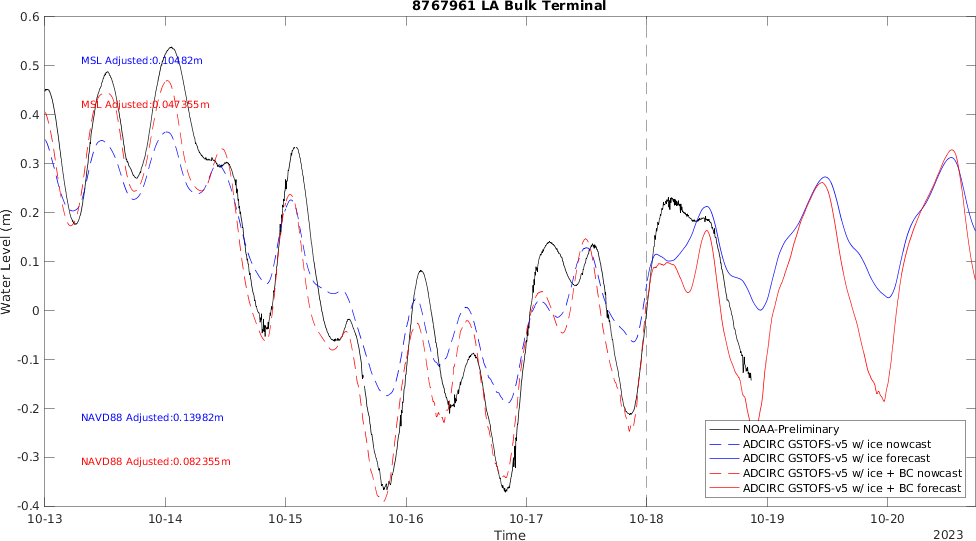 8767961 LA Bulk Terminal
0.6
0.5
0.4
0.3
0.2
0.1
0
-0.1
-0.2
-0.3
-0.4
Water Level (m)
MSL Adjusted:0.10482m
MSL Adjusted:0.047355m
NAVD88 Adjusted:0.13982m
NAVD88 Adjusted:0.082355m
NOAA-Preliminary
ADCIRC GSTOFS-v5 w/ ice nowcast
ADCIRC GSTOFS-v5 w/ ice forecast
ADCIRC GSTOFS-v5 w/ ice + BC nowcast
ADCIRC GSTOFS-v5 w/ ice + BC forecast
10-13 10-14 10-15 10-16 10-17 10-18 10-19 10-20
Time
2023